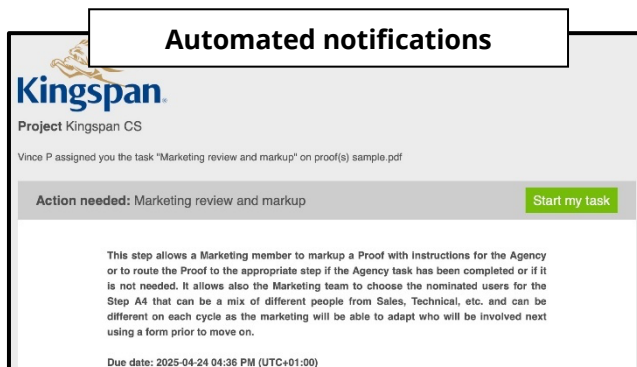 Automated notifications
Kingspan.
Project Kingspan CS
Vince P assigned you the task "Marketing review and markup" on proof(s) sample.pdf
Action needed: Marketing review and markup
Start my task
This step allows a Marketing member to markup a Proof with instructions for the Agency
or to route the Proof to the appropriate step if the Agency task has been completed or if it
is not needed. It allows also the Marketing team to choose the nominated users for the
Step A4 that can be a mix of different people from Sales, Technical, etc. and can be
different on each cycle as the marketing will be able to adapt who will be involved next
using a form prior to move on.
Due date: 2025-04-24 04:36 PM (UTC+01:00)